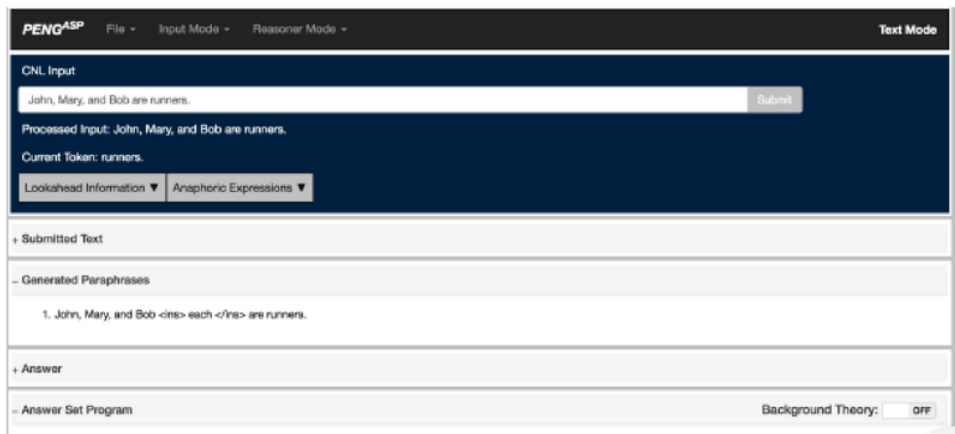 PENG^ASP File Input Mode Reasoner Mode Text Mode
CNL Input
John, Mary, and Bob are runners. Submit
Processed Input: John, Mary, and Bob are runners.
Current Token: runners.
Lookahead Information ▼ Anaphoric Expressions ▼
+ Submitted Text
– Generated Paraphrases
1. John, Mary, and Bob <ins> each </ins> are runners.
+ Answer
– Answer Set Program Background Theory: OFF